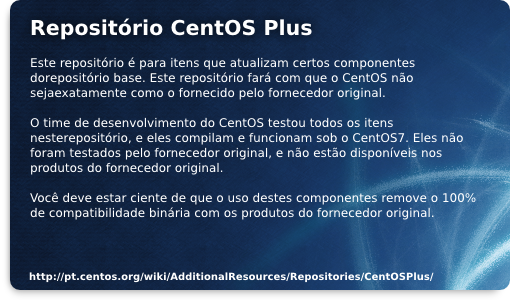 Repositório CentOS Plus
Este repositório é para itens que atualizam certos componentes
dorepositório base. Este repositório fará com que o CentOS não
sejaexatamente como o fornecido pelo fornecedor original.
O time de desenvolvimento do CentOS testou todos os itens
nesterepositório, e eles compilam e funcionam sob o CentOS7. Eles não
foram testados pelo fornecedor original, e não estão disponíveis nos
produtos do fornecedor original.
Você deve estar ciente de que o uso destes componentes remove o 100%
de compatibilidade binária com os produtos do fornecedor original.
http://pt.centos.org/wiki/AdditionalResources/Repositories/CentOSPlus/